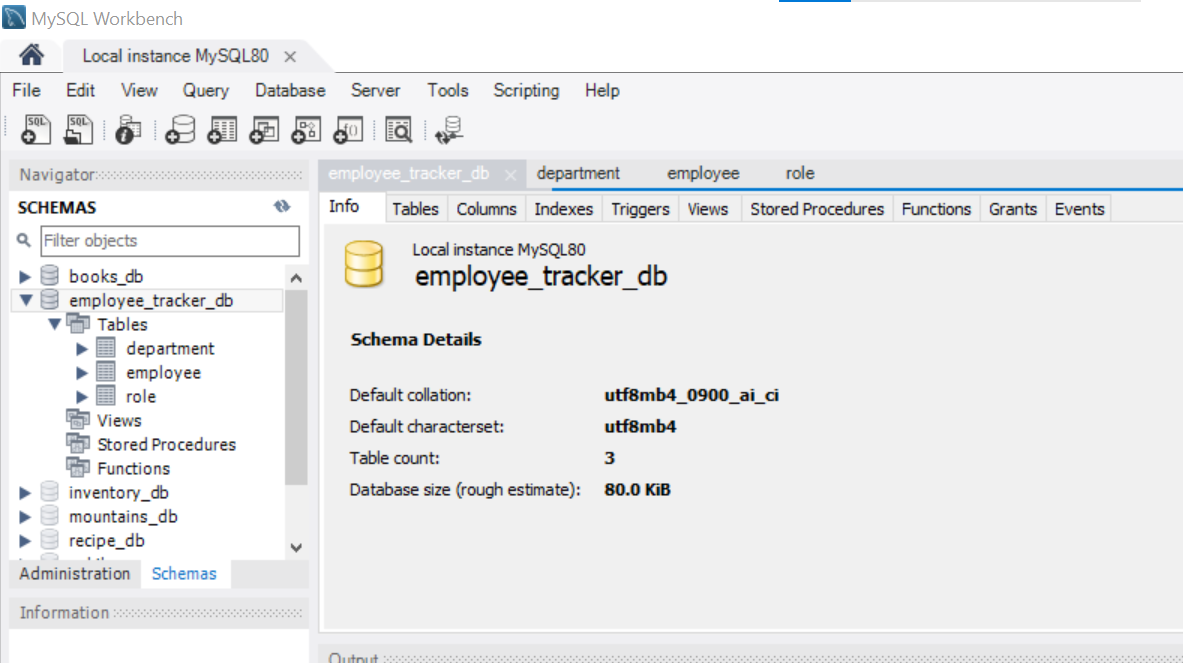 MySQL Workbench
Local instance MySQL80
File Edit View Query Database Server Tools Scripting Help
SQL SQL
Navigator
SCHEMAS
Filter objects
books_db
employee_tracker_db
Tables
department
employee
role
Views
Stored Procedures
Functions
inventory_db
mountains_db
recipe_db
Administration Schemas
Information
employee_tracker_db department employee role
Info Tables Columns Indexes Triggers Views Stored Procedures Functions Grants Events
Local instance MySQL80
employee_tracker_db
Schema Details
Default collation: utf8mb4_0900_ai_ci
Default characterset: utf8mb4
Table count: 3
Database size (rough estimate): 80.0 KiB
Output